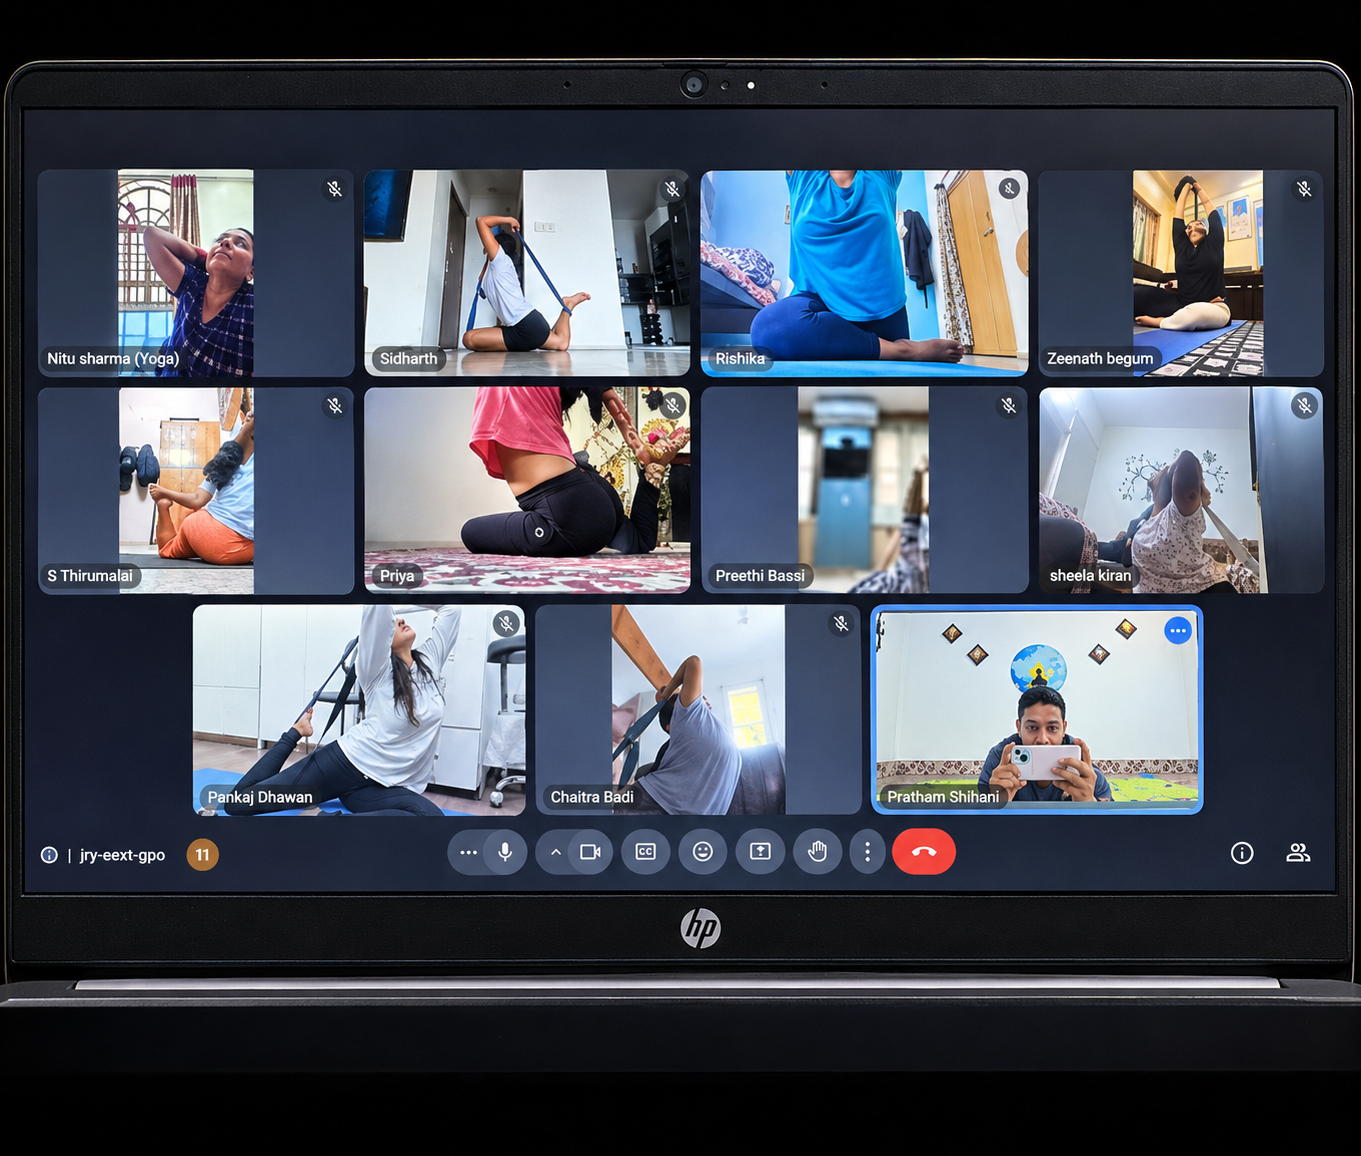 Nitu sharma (Yoga)
Sidharth
Rishika
Zeenath begum
S Thirumalai
Priya
Preethi Bassi
sheela kiran
Pankaj Dhawan
Chaitra Badi
Pratham Shihani
| jry-eext-gpo 11
CC
hp